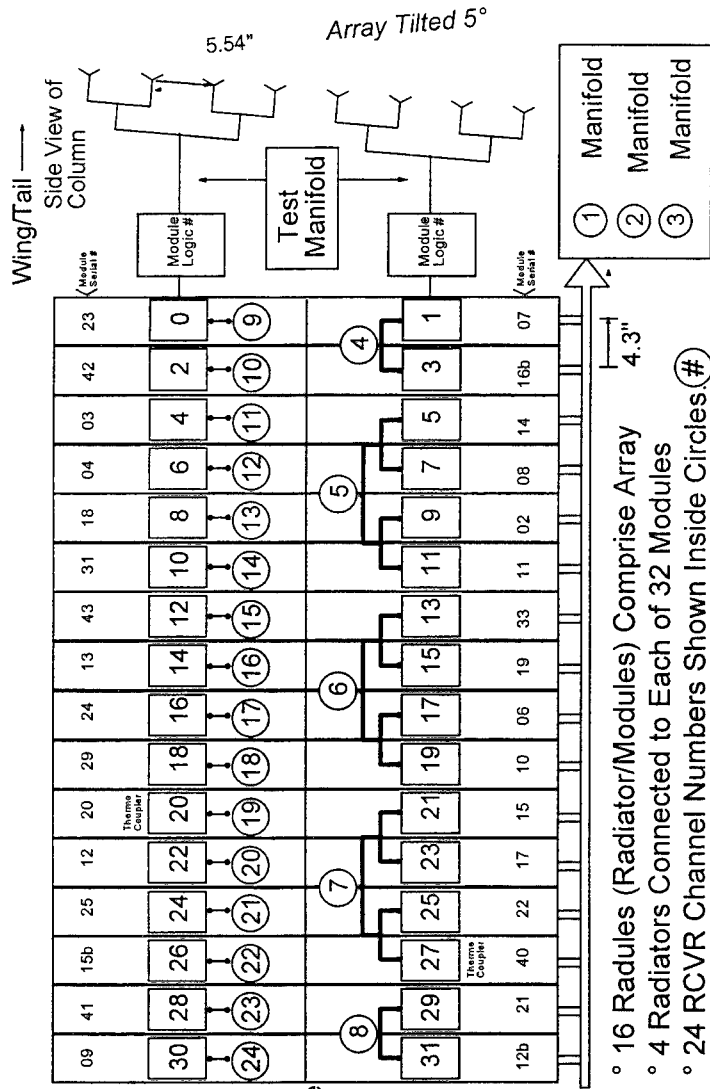 Wing/Tail
Side View of
Column
5.54"
Array Tilted 5°
09 41 15b 25 12 20 29 24 13 43 31 18 04 03 42 23
Module
Serial #
Thermo
Coupler
30 28 26 24 22 20 18 16 14 12 10 8 6 4 2 0
Module
Logic #
24 23 22 21 20 19 18 17 16 15 14 13 12 11 10 9
Test
Manifold
8 7 6 5 4
31 29 27 25 23 21 19 17 15 13 11 9 7 5 3 1
Module
Logic #
Thermo
Coupler
12b 21 40 22 17 15 10 06 19 33 11 02 08 14 16b 07
Module
Serial #
4.3"
° 16 Radules (Radiator/Modules) Comprise Array
° 4 Radiators Connected to Each of 32 Modules
° 24 RCVR Channel Numbers Shown Inside Circles.#
1 Manifold
2 Manifold
3 Manifold